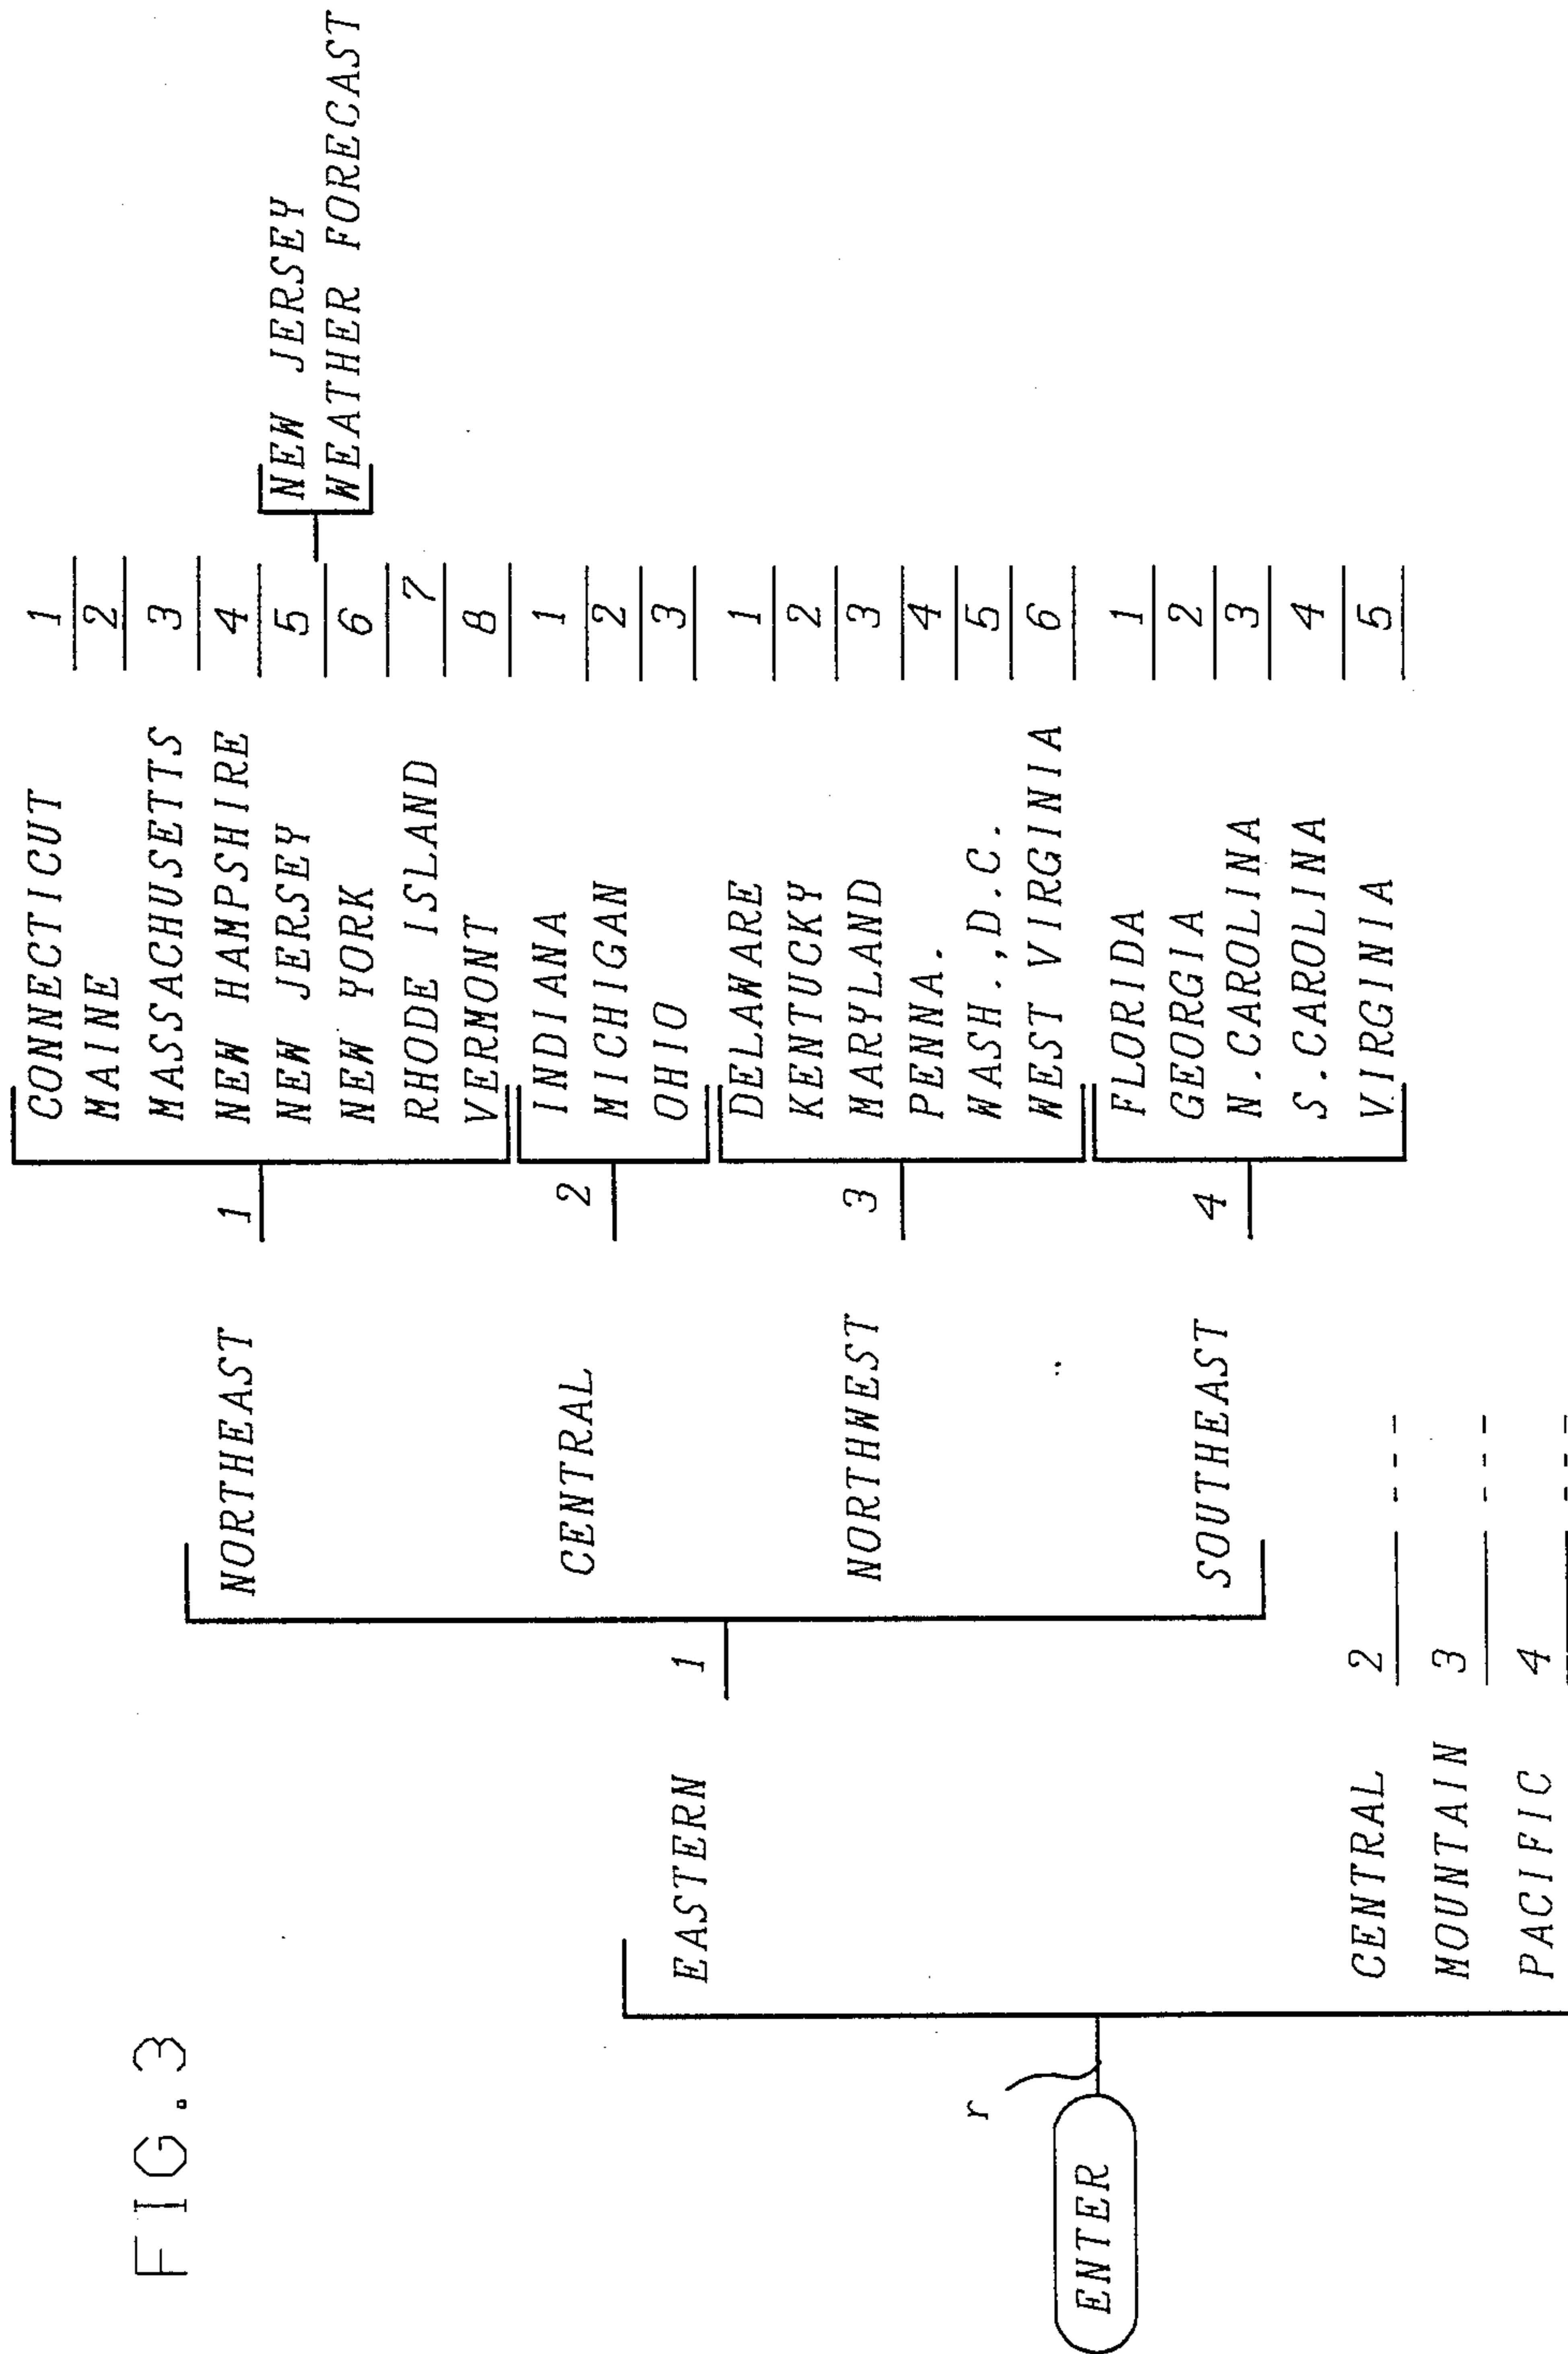 FIG.3
ENTER
r
EASTERN 1
NORTHEAST 1
CONNECTICUT 1
MAINE 2
MASSACHUSETTS 3
NEW HAMPSHIRE 4
NEW JERSEY 5
NEW JERSEY
WEATHER FORECAST
NEW YORK 6
RHODE ISLAND 7
VERMONT 8
CENTRAL 2
INDIANA 1
MICHIGAN 2
OHIO 3
NORTHWEST 3
DELAWARE 1
KENTUCKY 2
MARYLAND 3
PENNA. 4
WASH.,D.C. 5
WEST VIRGINIA 6
SOUTHEAST 4
FLORIDA 1
GEORGIA 2
N.CAROLINA 3
S.CAROLINA 4
VIRGINIA 5
CENTRAL 2
MOUNTAIN 3
PACIFIC 4